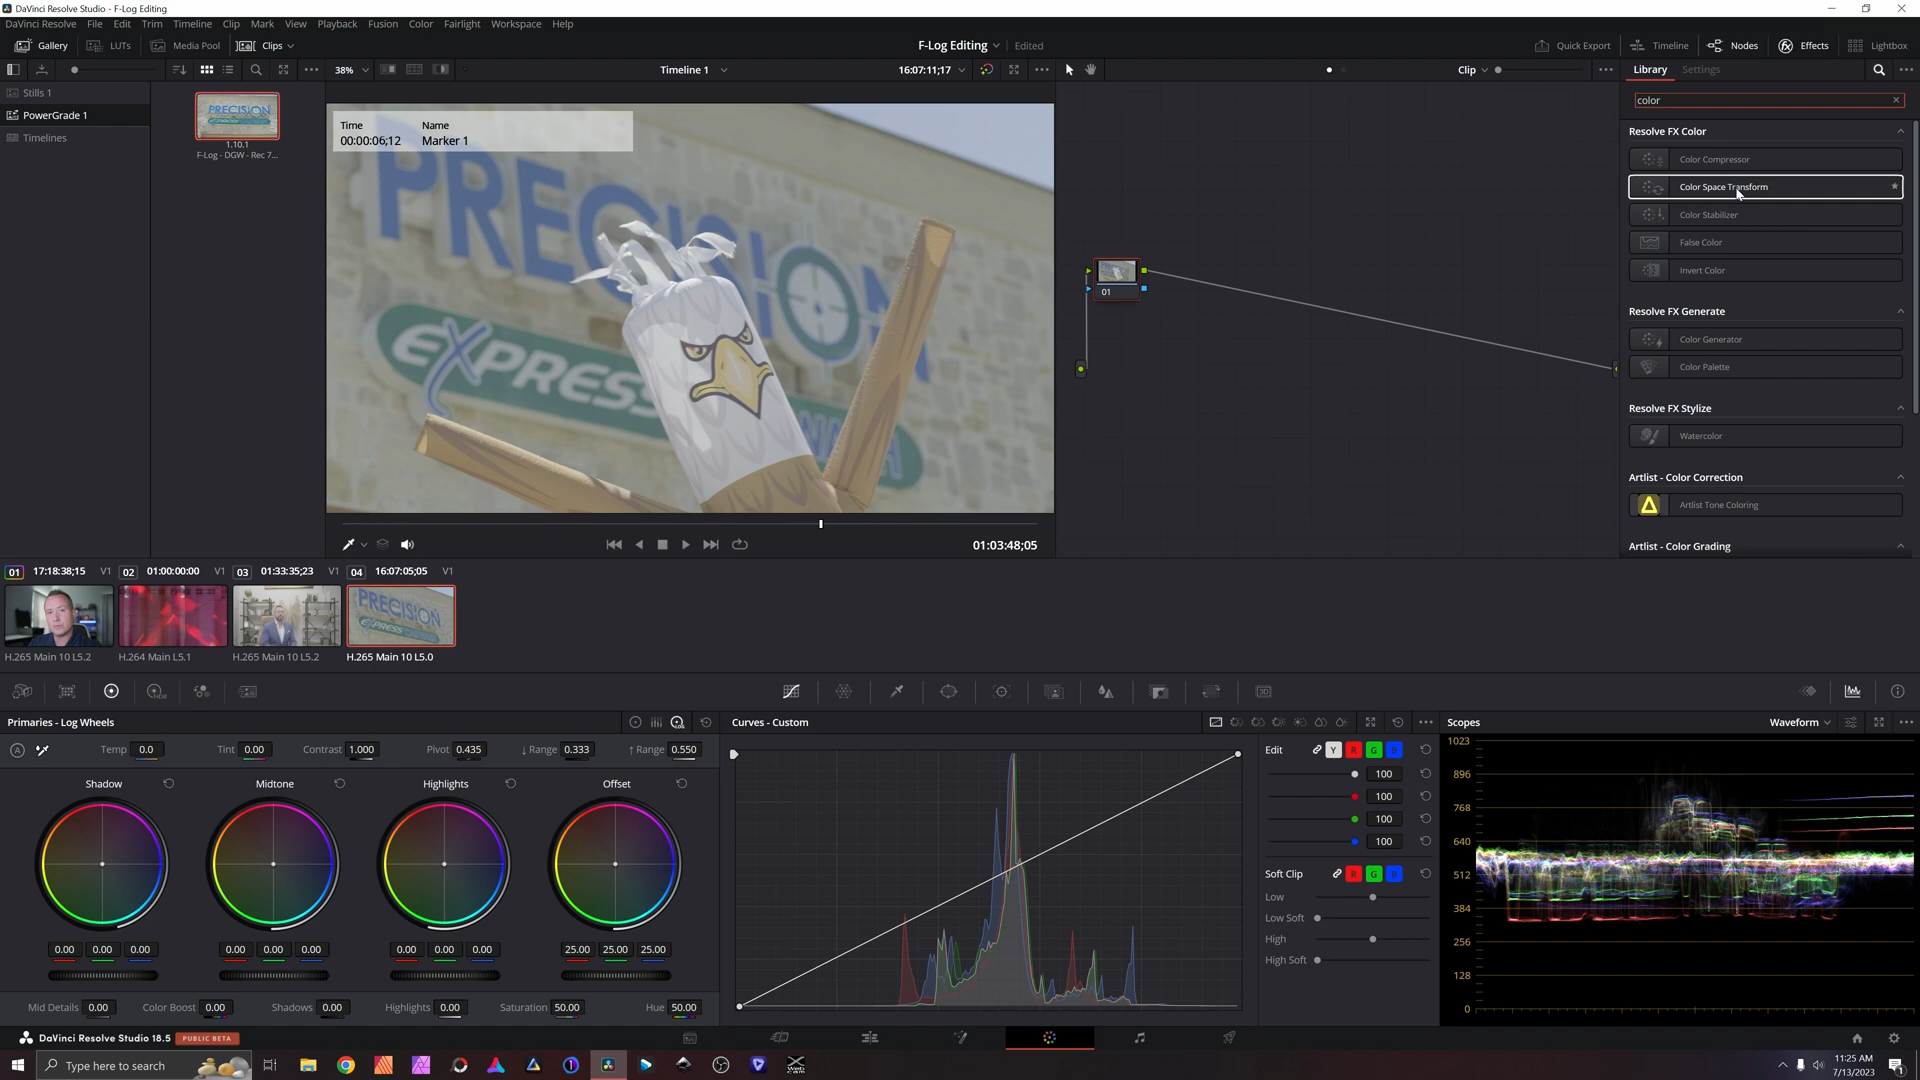 DaVinci Resolve Studio - F-Log Editing
DaVinci Resolve File Edit Trim Timeline Clip Mark View Playback Fusion Color Fairlight Workspace Help
Gallery LUTs Media Pool Clips F-Log Editing Edited Quick Export Timeline Nodes Effects Lightbox
38% Timeline 1 16:07:11;17 Clip Library Settings
Stills 1
PowerGrade 1
Timelines
PRECISION
1.10.1
F-Log - DGW - Rec 7...
Time Name
00:00:06;12 Marker 1
PRECISION
EXPRESS
01
01:03:48;05
color
Resolve FX Color
Color Compressor
Color Space Transform
Color Stabilizer
False Color
Invert Color
Resolve FX Generate
Color Generator
Color Palette
Resolve FX Stylize
Watercolor
Artlist - Color Correction
Artlist Tone Coloring
Artlist - Color Grading
01 17:18:38;15 V1 02 01:00:00:00 V1 03 01:33:35;23 V1 04 16:07:05;05 V1
PRECISION
EXPRESS
H.265 Main 10 L5.2 H.264 Main L5.1 H.265 Main 10 L5.2 H.265 Main 10 L5.0
HDR
3D
Primaries - Log Wheels
LOG
A Temp 0.0 Tint 0.00 Contrast 1.000 Pivot 0.435 ↓ Range 0.333 ↑ Range 0.550
Shadow Midtone Highlights Offset
0.00 0.00 0.00 0.00 0.00 0.00 0.00 0.00 0.00 25.00 25.00 25.00
Mid Details 0.00 Color Boost 0.00 Shadows 0.00 Highlights 0.00 Saturation 50.00 Hue 50.00
Curves - Custom
Edit Y R G B
100
100
100
100
Soft Clip R G B
Low
Low Soft
High
High Soft
Scopes Waveform
1023
896
768
640
512
384
256
128
0
DaVinci Resolve Studio 18.5 PUBLIC BETA
Type here to search
11:25 AM
7/13/2023